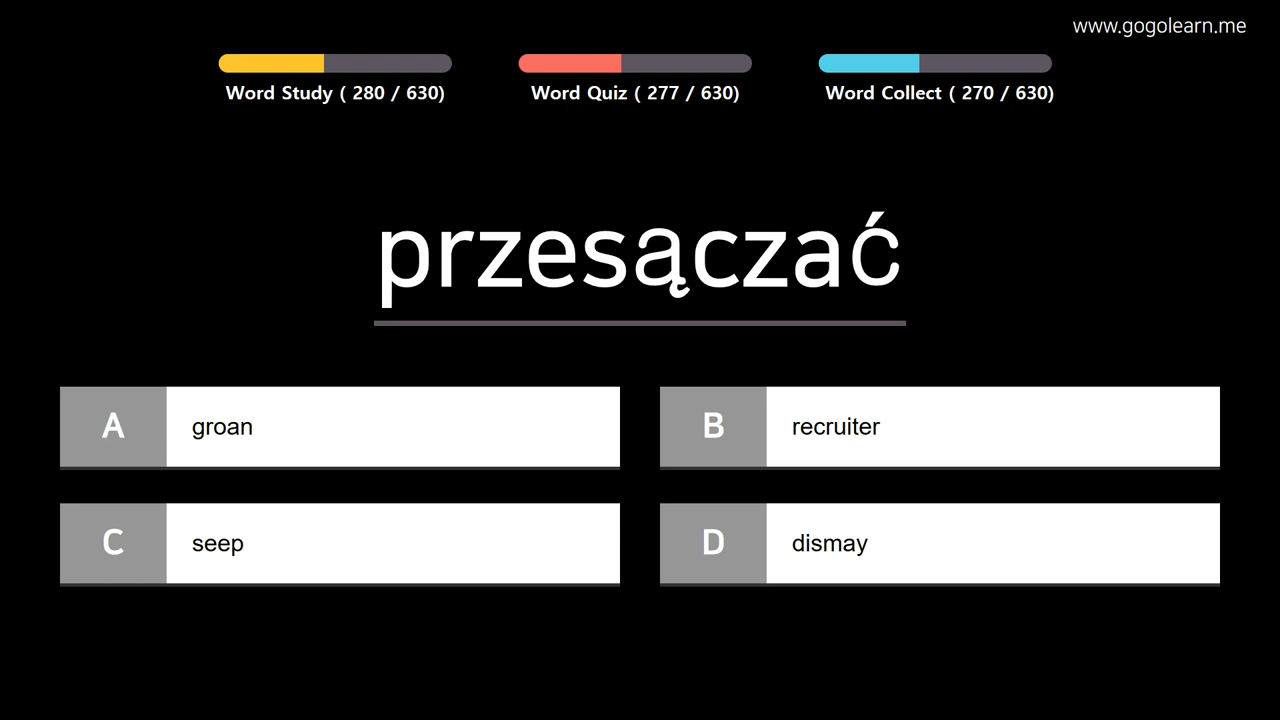 www.gogolearn.me
Word Study ( 280 / 630)
Word Quiz ( 277 / 630)
Word Collect ( 270 / 630)
przesączać
A groan
B recruiter
C seep
D dismay